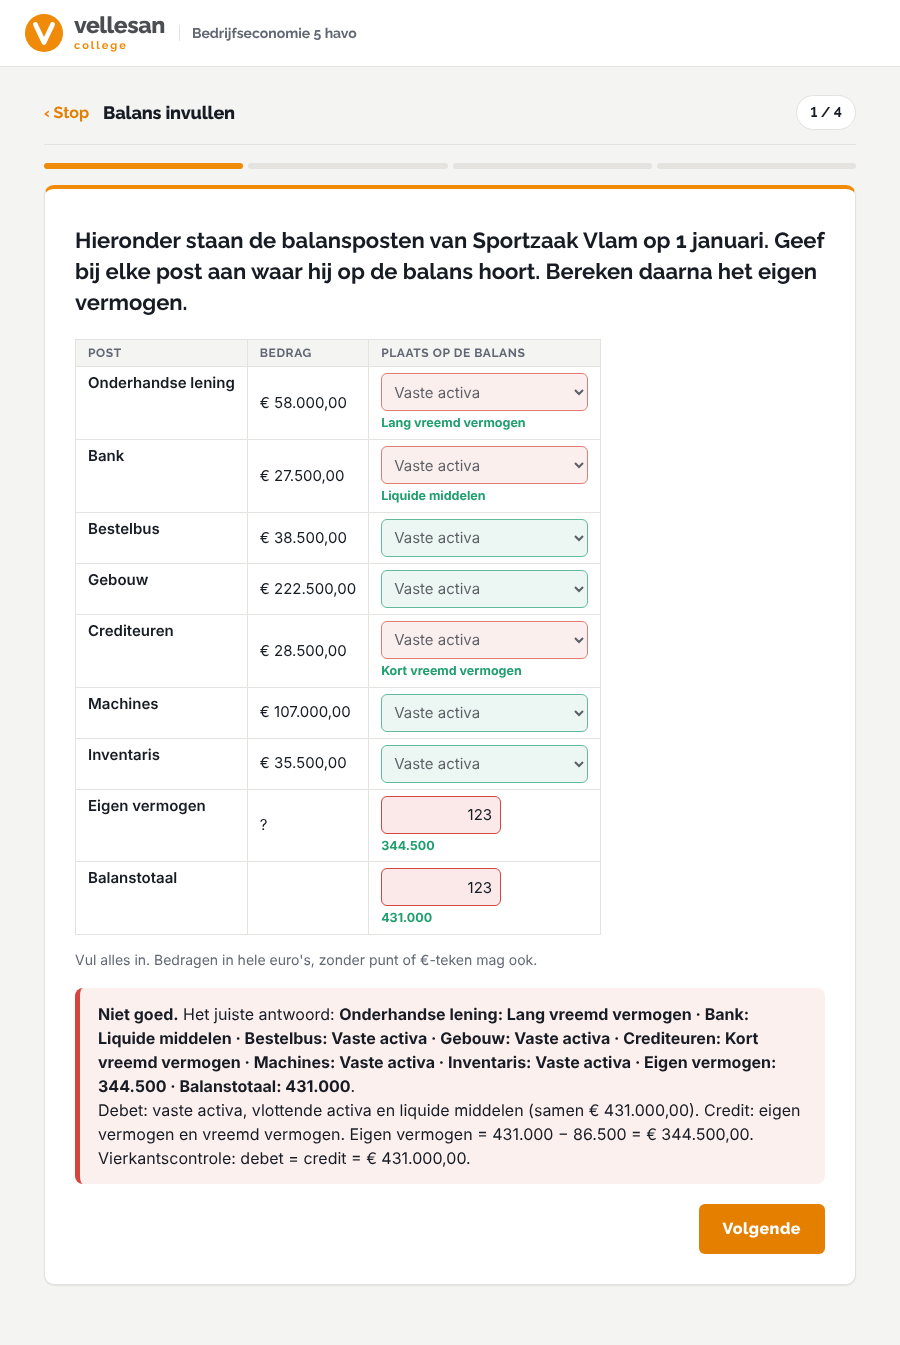 vellesan
college
Bedrijfseconomie 5 havo
‹ Stop
Balans invullen
1 / 4
Hieronder staan de balansposten van Sportzaak Vlam op 1 januari. Geef
bij elke post aan waar hij op de balans hoort. Bereken daarna het eigen
vermogen.
POST BEDRAG PLAATS OP DE BALANS
Onderhandse lening € 58.000,00 Vaste activa
Lang vreemd vermogen
Bank € 27.500,00 Vaste activa
Liquide middelen
Bestelbus € 38.500,00 Vaste activa
Gebouw € 222.500,00 Vaste activa
Crediteuren € 28.500,00 Vaste activa
Kort vreemd vermogen
Machines € 107.000,00 Vaste activa
Inventaris € 35.500,00 Vaste activa
Eigen vermogen ? 123
344.500
Balanstotaal 123
431.000
Vul alles in. Bedragen in hele euro's, zonder punt of €-teken mag ook.
Niet goed. Het juiste antwoord: Onderhandse lening: Lang vreemd vermogen · Bank:
Liquide middelen · Bestelbus: Vaste activa · Gebouw: Vaste activa · Crediteuren: Kort
vreemd vermogen · Machines: Vaste activa · Inventaris: Vaste activa · Eigen vermogen:
344.500 · Balanstotaal: 431.000.
Debet: vaste activa, vlottende activa en liquide middelen (samen € 431.000,00). Credit: eigen
vermogen en vreemd vermogen. Eigen vermogen = 431.000 − 86.500 = € 344.500,00.
Vierkantscontrole: debet = credit = € 431.000,00.
Volgende